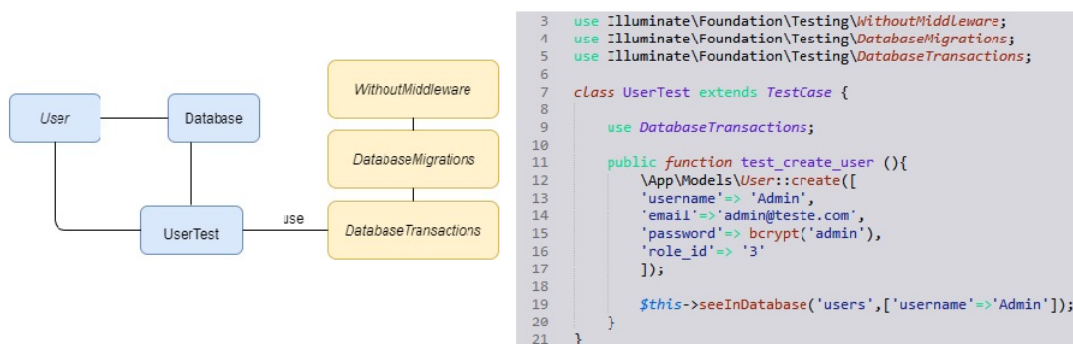 User
Database
UserTest
use
WithoutMiddleware
DatabaseMigrations
DatabaseTransactions
3 use Illuminate\Foundation\Testing\WithoutMiddleware;
4 use Illuminate\Foundation\Testing\DatabaseMigrations;
5 use Illuminate\Foundation\Testing\DatabaseTransactions;
6
7 class UserTest extends TestCase {
8
9 use DatabaseTransactions;
10
11 public function test_create_user (){
12 \App\Models\User::create([
13 'username'=> 'Admin',
14 'email'=>'admin@teste.com',
15 'password'=> bcrypt('admin'),
16 'role_id'=> '3'
17 ]);
18
19 $this->seeInDatabase('users',['username'=>'Admin']);
20 }
21 }